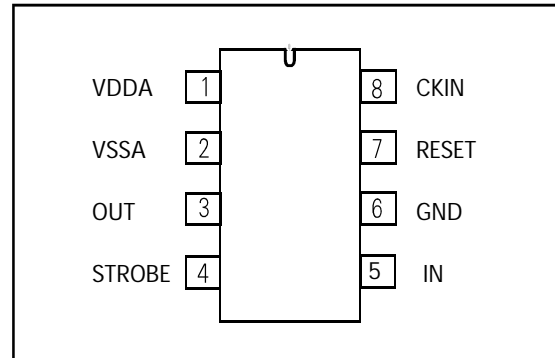 VDDA 1 8 CKIN
VSSA 2 7 RESET
OUT 3 6 GND
STROBE 4 5 IN